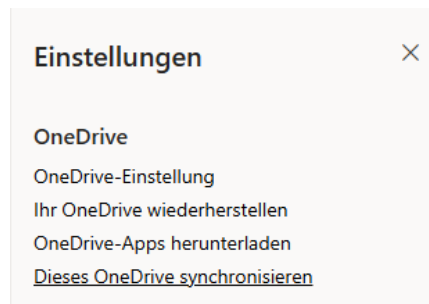 Einstellungen
OneDrive
OneDrive-Einstellung
Ihr OneDrive wiederherstellen
OneDrive-Apps herunterladen
Dieses OneDrive synchronisieren